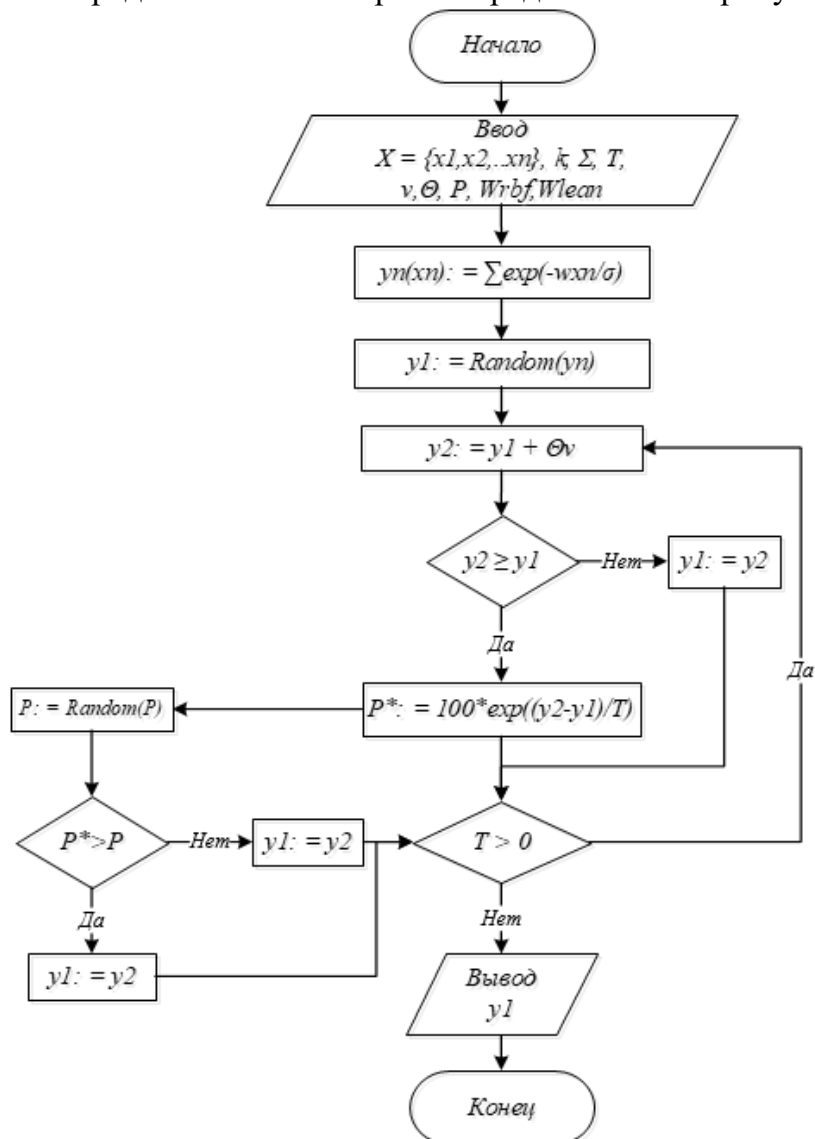 Начало
Ввод
X = {x1,x2,..xn}, k, Σ, T,
v,Θ, P, Wrbf,Wlean
yn(xn): = ∑exp(-wxn/σ)
y1: = Random(yn)
y2: = y1 + Θv
y2 ≥ y1
Нет
y1: = y2
Да
Да
P: = Random(P)
P*: = 100*exp((y2-y1)/T)
P*>P
Нет
y1: = y2
T > 0
Да
Нет
y1: = y2
Вывод
y1
Конец